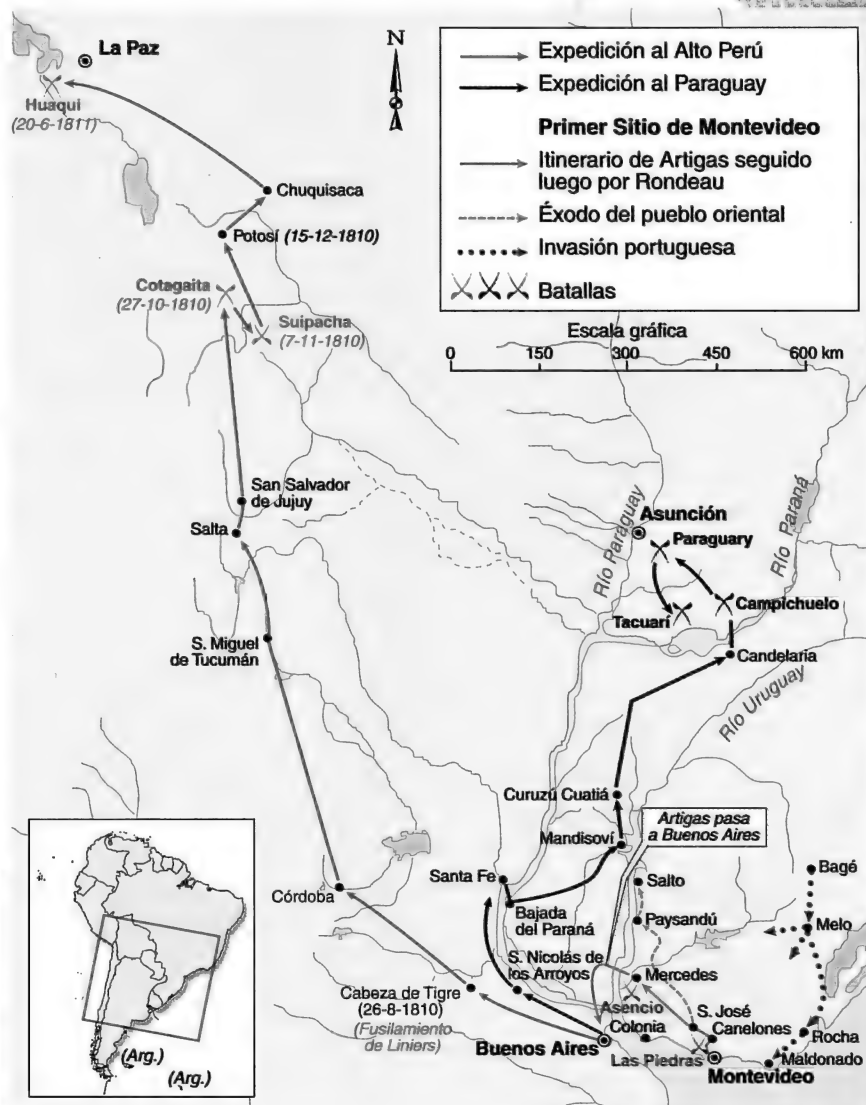 La Paz
N
Huaqui
(20-6-1811)
Chuquisaca
Potosí (15-12-1810)
Cotagaita
(27-10-1810)
Suipacha
(7-11-1810)
Expedición al Alto Perú
Expedición al Paraguay
Primer Sitio de Montevideo
Itinerario de Artigas seguido
luego por Rondeau
Éxodo del pueblo oriental
Invasión portuguesa
Batallas
Escala gráfica
0 150 300 450 600 km
San Salvador
de Jujuy
Salta
S. Miguel
de Tucumán
Río Paraguay
Río Paraná
Asunción
Paraguary
Campichuelo
Tacuarí
Candelaria
Río Uruguay
Curuzú Cuatiá
Mandisoví
Artigas pasa
a Buenos Aires
Santa Fe
Salto
Bagé
Córdoba
Bajada
del Paraná
Paysandú
Melo
S. Nicolás de
los Arroyos
Mercedes
Cabeza de Tigre
(26-8-1810)
(Fusilamiento
de Liniers)
Asencio
S. José
Colonia
Canelones
Rocha
Buenos Aires
Las Piedras
Maldonado
Montevideo
(Arg.)
(Arg.)